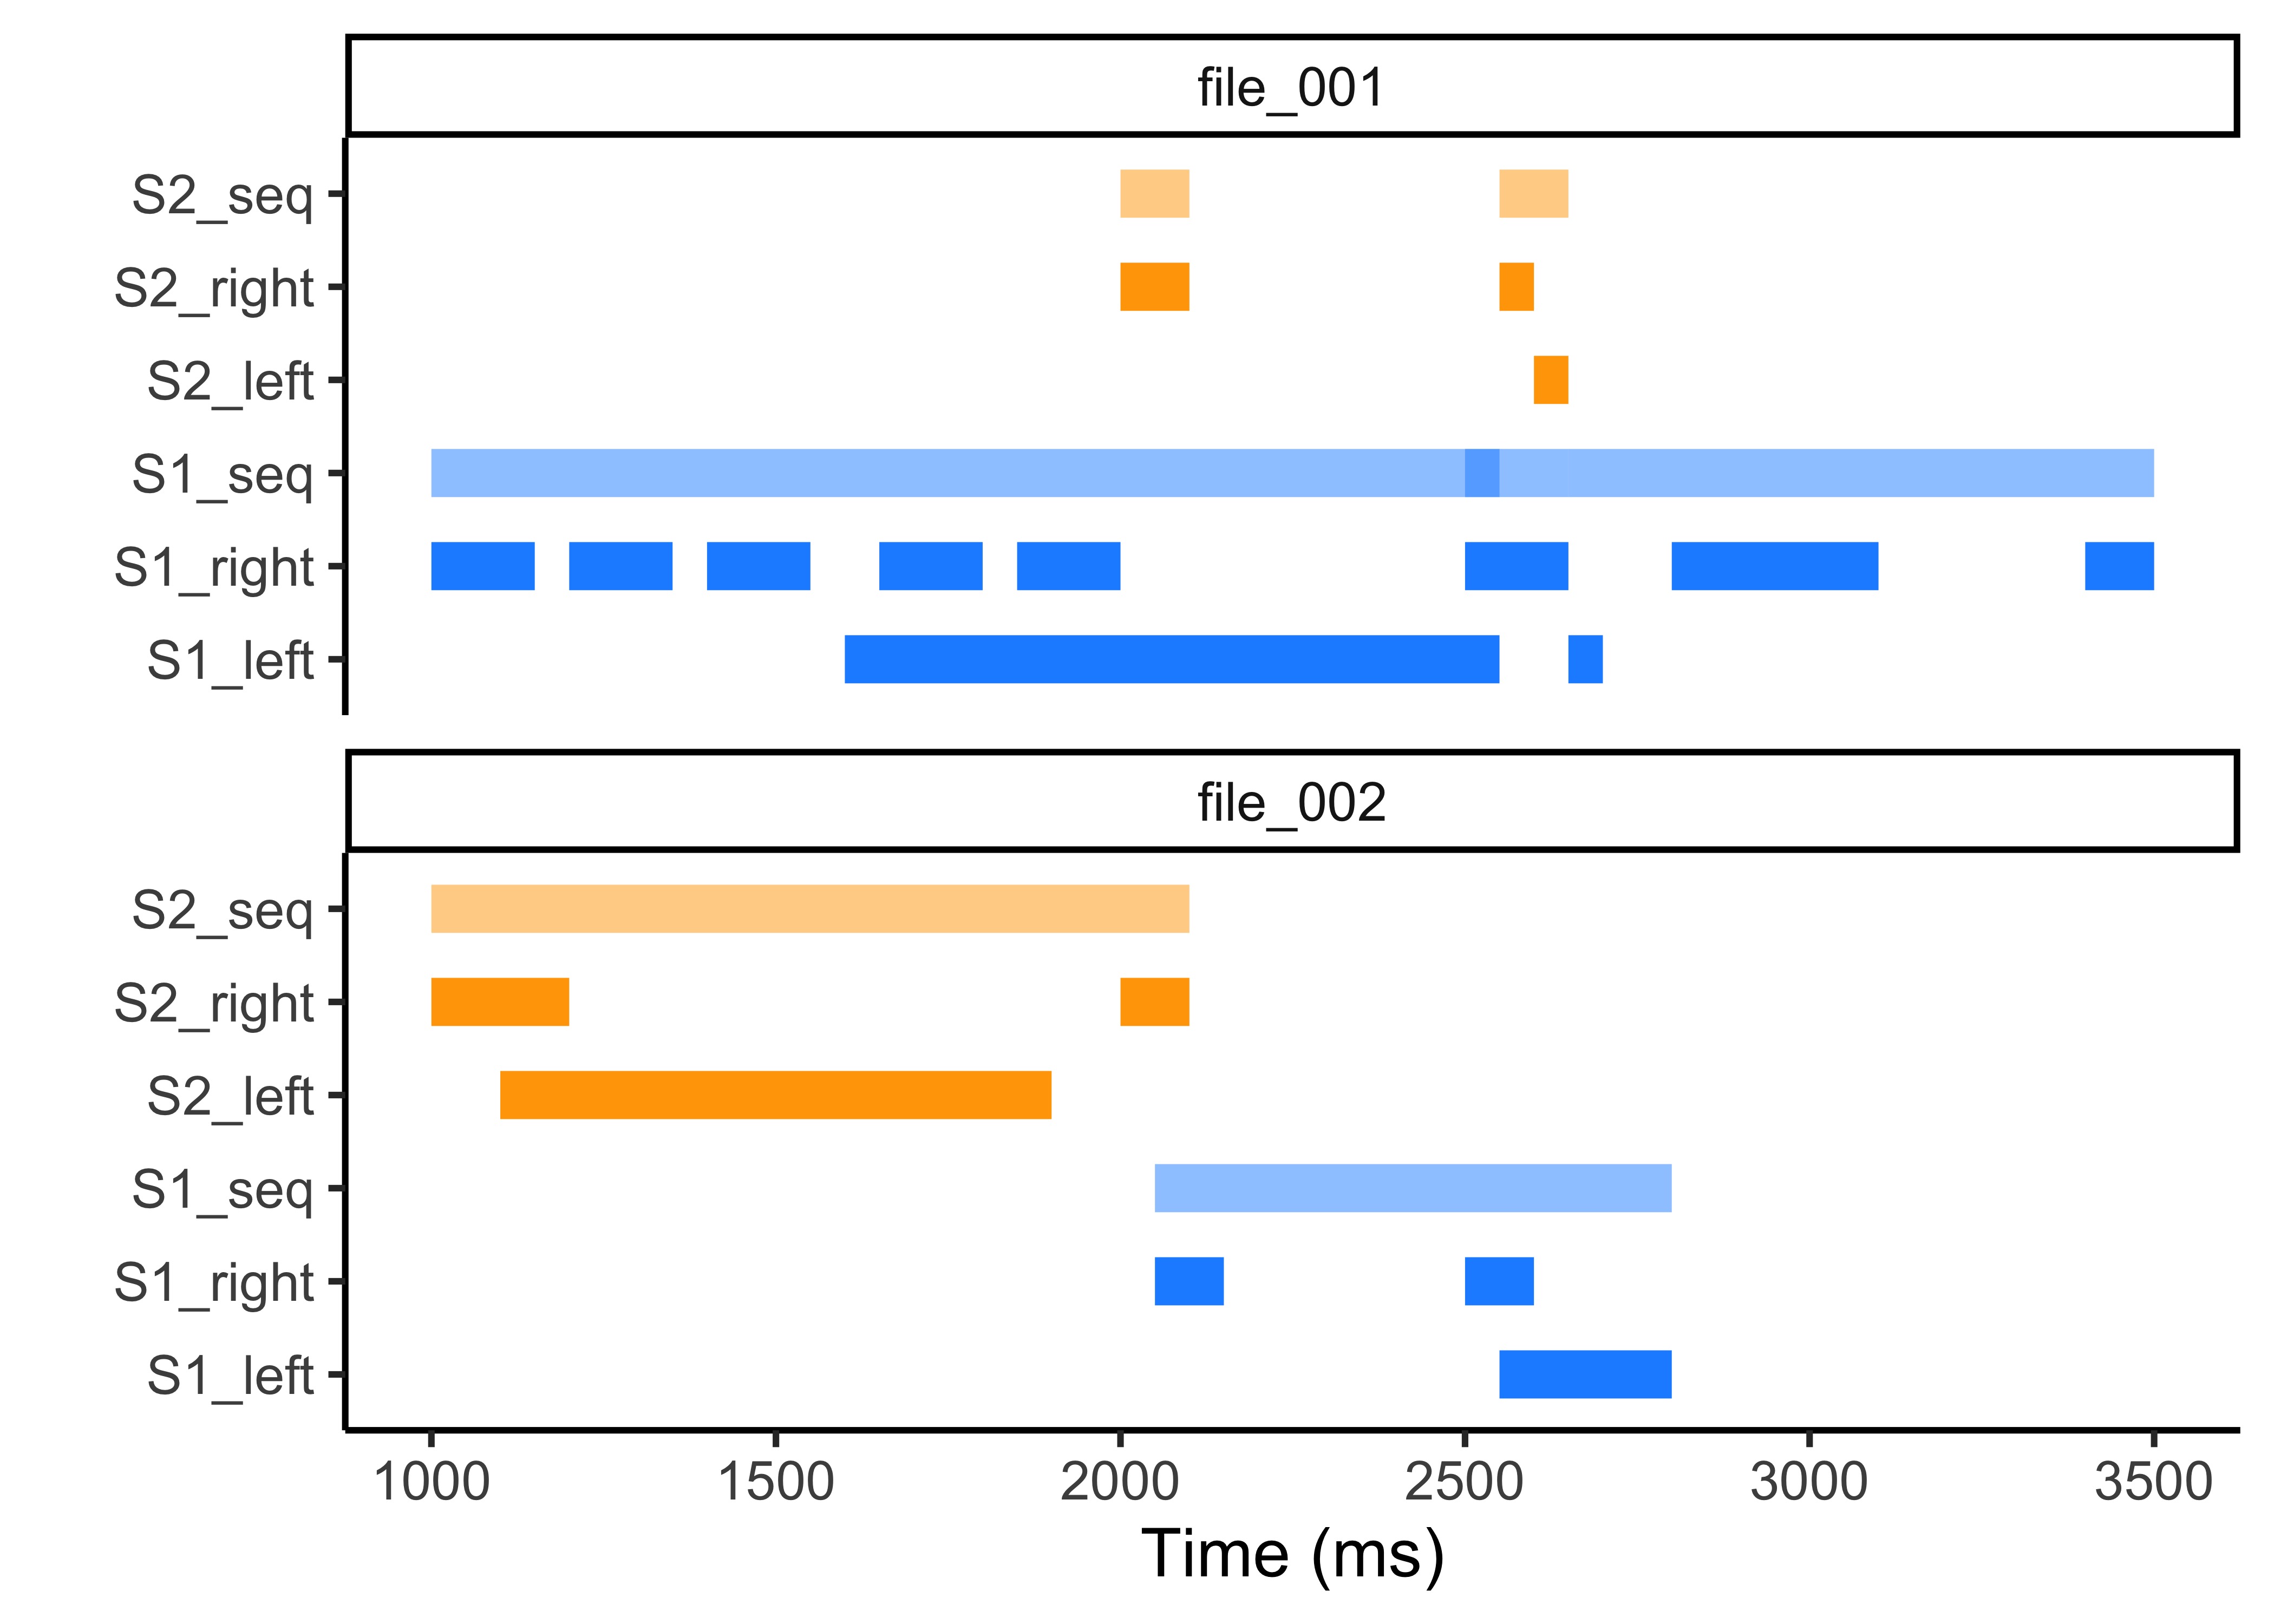 file_001
S2_seq
S2_right
S2_left
S1_seq
S1_right
S1_left
file_002
S2_seq
S2_right
S2_left
S1_seq
S1_right
S1_left
1000 1500 2000 2500 3000 3500
Time (ms)